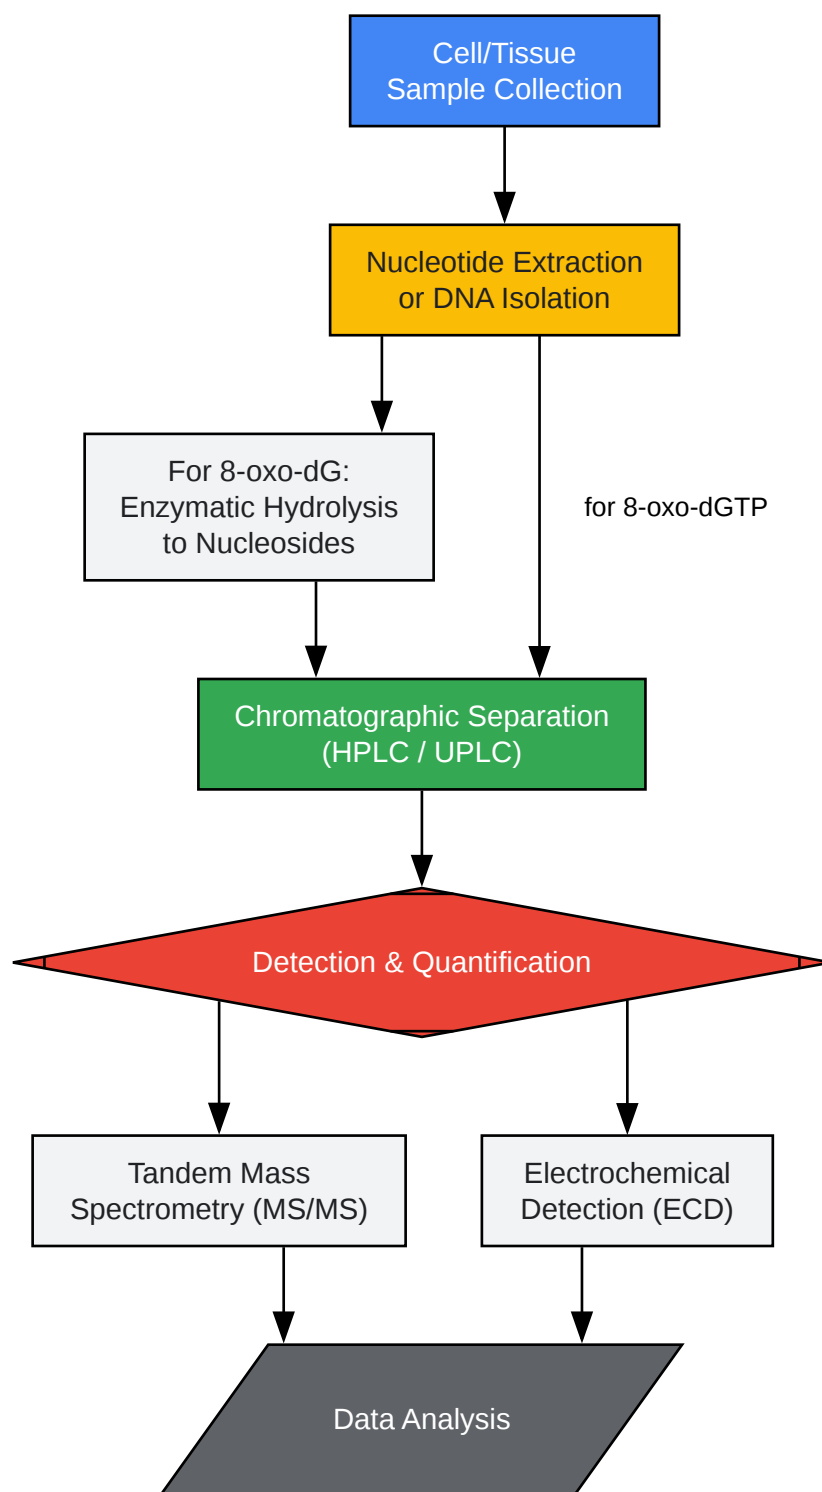 Cell/Tissue
Sample Collection
Nucleotide Extraction
or DNA Isolation
For 8-oxo-dG:
Enzymatic Hydrolysis
to Nucleosides
for 8-oxo-dGTP
Chromatographic Separation
(HPLC / UPLC)
Detection & Quantification
Tandem Mass
Spectrometry (MS/MS)
Electrochemical
Detection (ECD)
Data Analysis